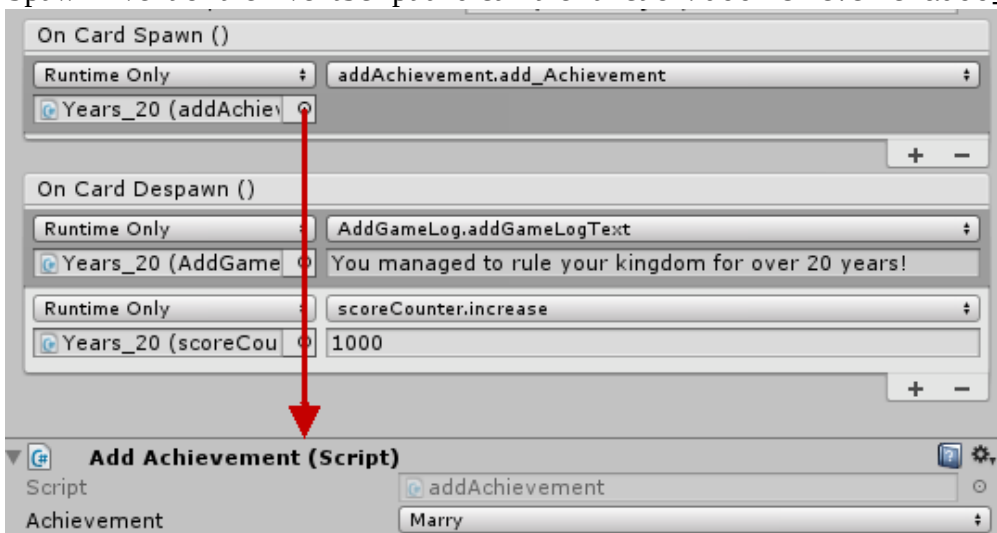 On Card Spawn ()
Runtime Only addAchievement.add_Achievement
Years_20 (addAchiev
+ −
On Card Despawn ()
Runtime Only AddGameLog.addGameLogText
Years_20 (AddGame You managed to rule your kingdom for over 20 years!
Runtime Only scoreCounter.increase
Years_20 (scoreCou 1000
+ −
Add Achievement (Script)
Script addAchievement
Achievement Marry